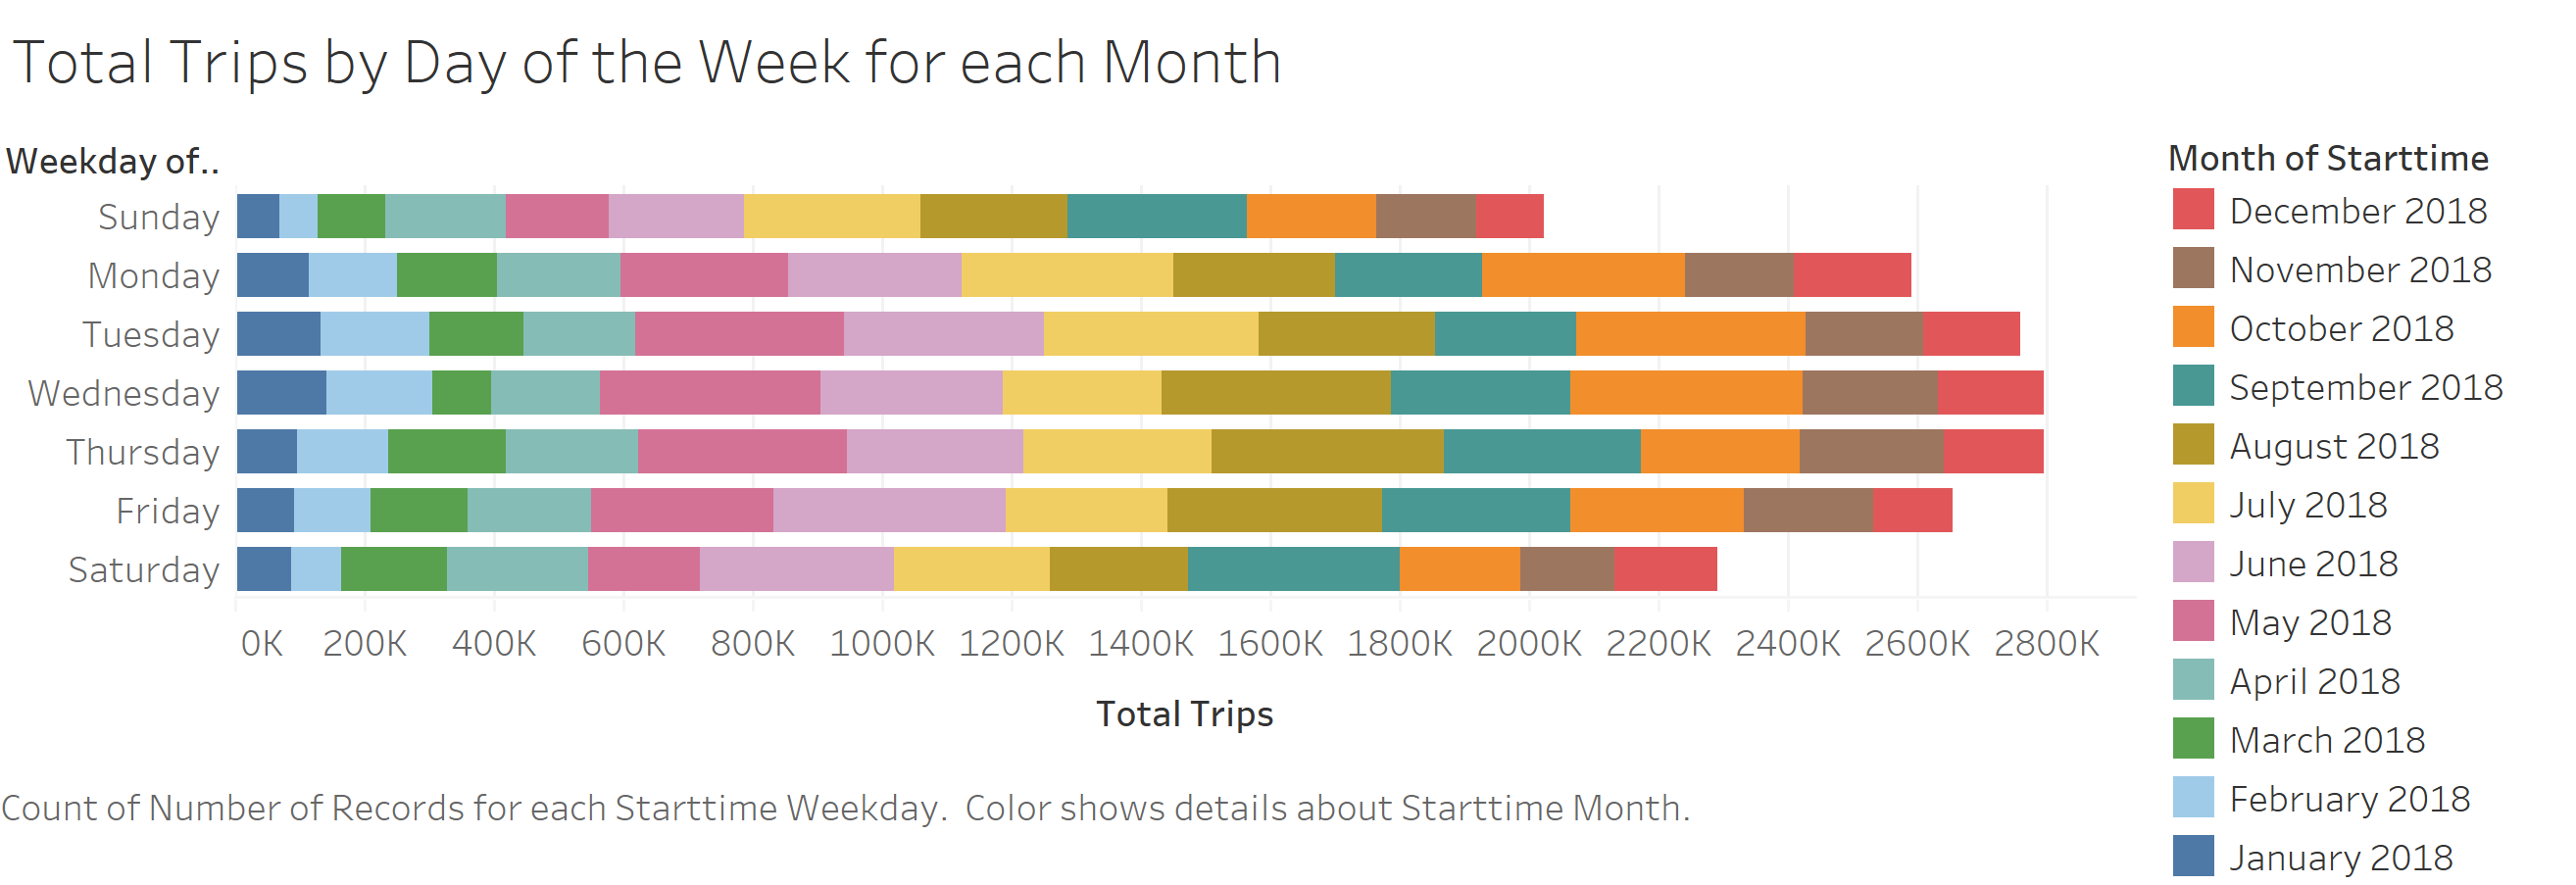 Total Trips by Day of the Week for each Month
Weekday of..
Sunday
Monday
Tuesday
Wednesday
Thursday
Friday
Saturday
0K 200K 400K 600K 800K 1000K 1200K 1400K 1600K 1800K 2000K 2200K 2400K 2600K 2800K
Total Trips
Count of Number of Records for each Starttime Weekday.  Color shows details about Starttime Month.
Month of Starttime
December 2018
November 2018
October 2018
September 2018
August 2018
July 2018
June 2018
May 2018
April 2018
March 2018
February 2018
January 2018